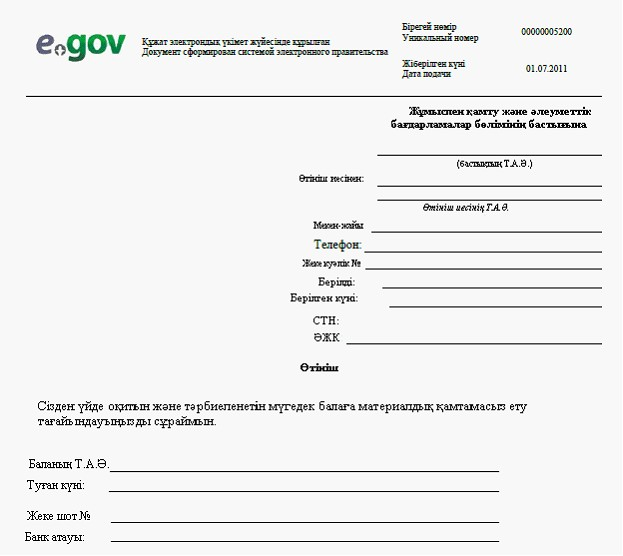 e.gov
Құжат электрондық үкімет жүйесінде құрылған
Документ сформирован системой электронного правительства
Бірегей нөмір
Уникальный номер
00000005200
Жіберілген күні
Дата подачи
01.07.2011
Жұмыспен қамту және әлеуметтік
бағдарламалар бөлімінің бастығына
(бастықтың Т.А.Ә.)
Өтініш иесінен:
Өтініш иесінің Т.А.Ә.
Мекен-жайы
Телефон:
Жеке куәлік №
Берілді:
Берілген күні:
СТН:
ӘЖК
Өтініш
Сізден үйде оқитын және тәрбиеленетін мүгедек балаға материалдық қамтамасыз ету
тағайындауыңызды сұраймын.
Баланың Т.А.Ә.
Туған күні:
Жеке шот №
Банк атауы: